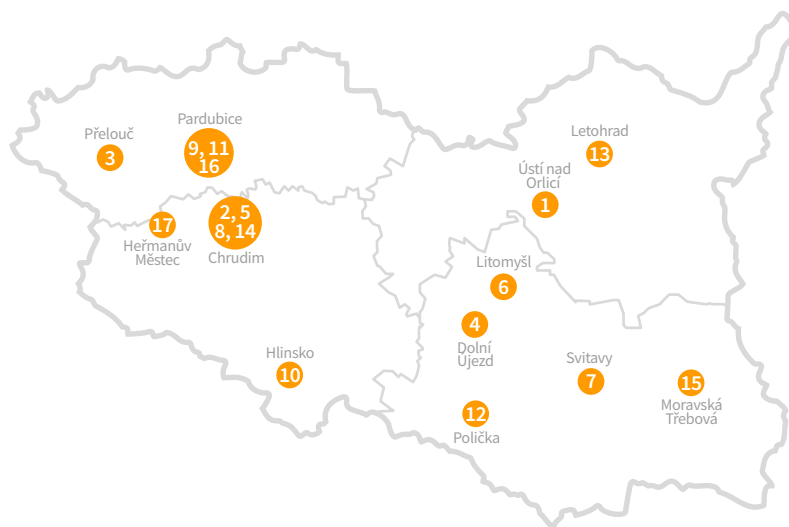 Pardubice
9, 11
16
Přelouč
3
Letohrad
13
Ústí nad
Orlicí
1
2, 5
8, 14
Chrudim
17
Heřmanův
Městec
Litomyšl
6
4
Dolní
Újezd
Hlinsko
10
Svitavy
7
15
Moravská
Třebová
12
Polička